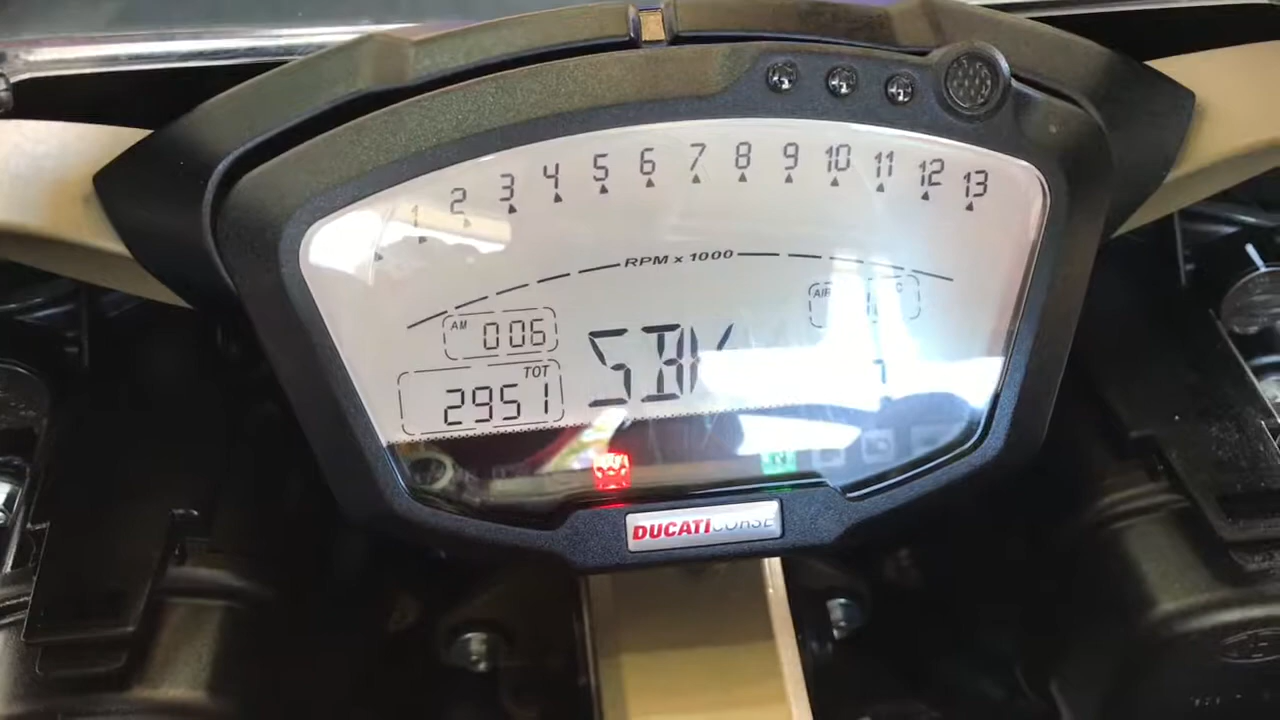 1 2 3 4 5 6 7 8 9 10 11 12 13
RPM x 1000
AM 006
AIR
TOT
2951
SBK
N
DUCATI CORSE